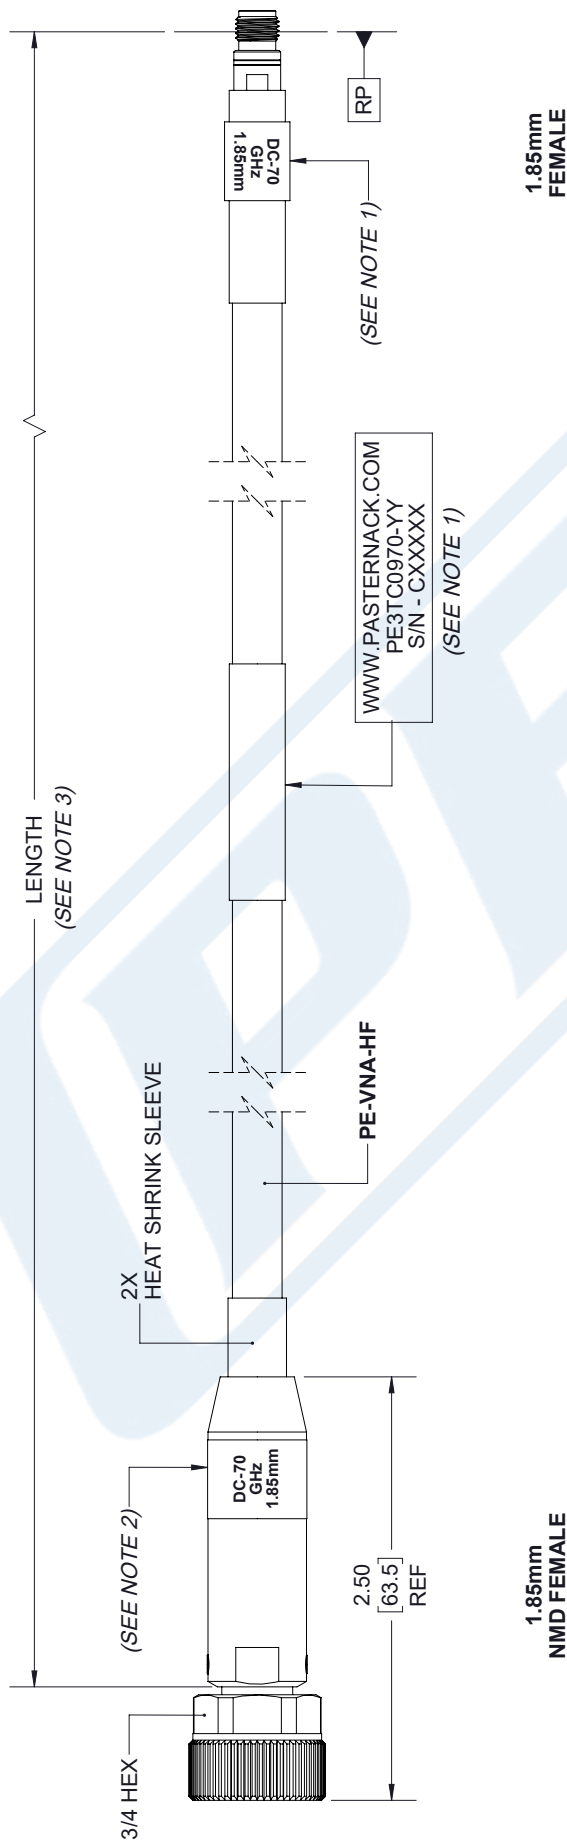 LENGTH
(SEE NOTE 3)
RP
DC-70
GHz
1.85mm
(SEE NOTE 1)
1.85mm
FEMALE
WWW.PASTERNACK.COM
PE3TC0970-YY
S/N - CXXXXX
(SEE NOTE 1)
2X
HEAT SHRINK SLEEVE
PE-VNA-HF
(SEE NOTE 2)
DC-70
GHz
1.85mm
3/4 HEX
2.50
[63.5]
REF
1.85mm
NMD FEMALE